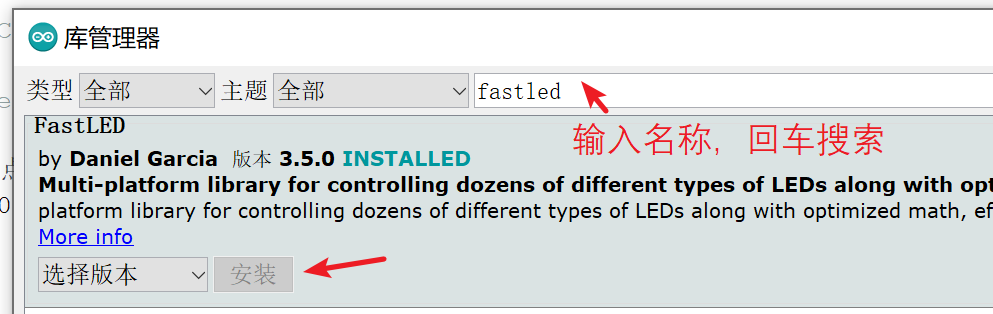 库管理器
类型 全部 主题 全部 fastled
输入名称，回车搜索
FastLED
by Daniel Garcia 版本 3.5.0 INSTALLED
Multi-platform library for controlling dozens of different types of LEDs along with opt
platform library for controlling dozens of different types of LEDs along with optimized math, ef
More info
选择版本 安装